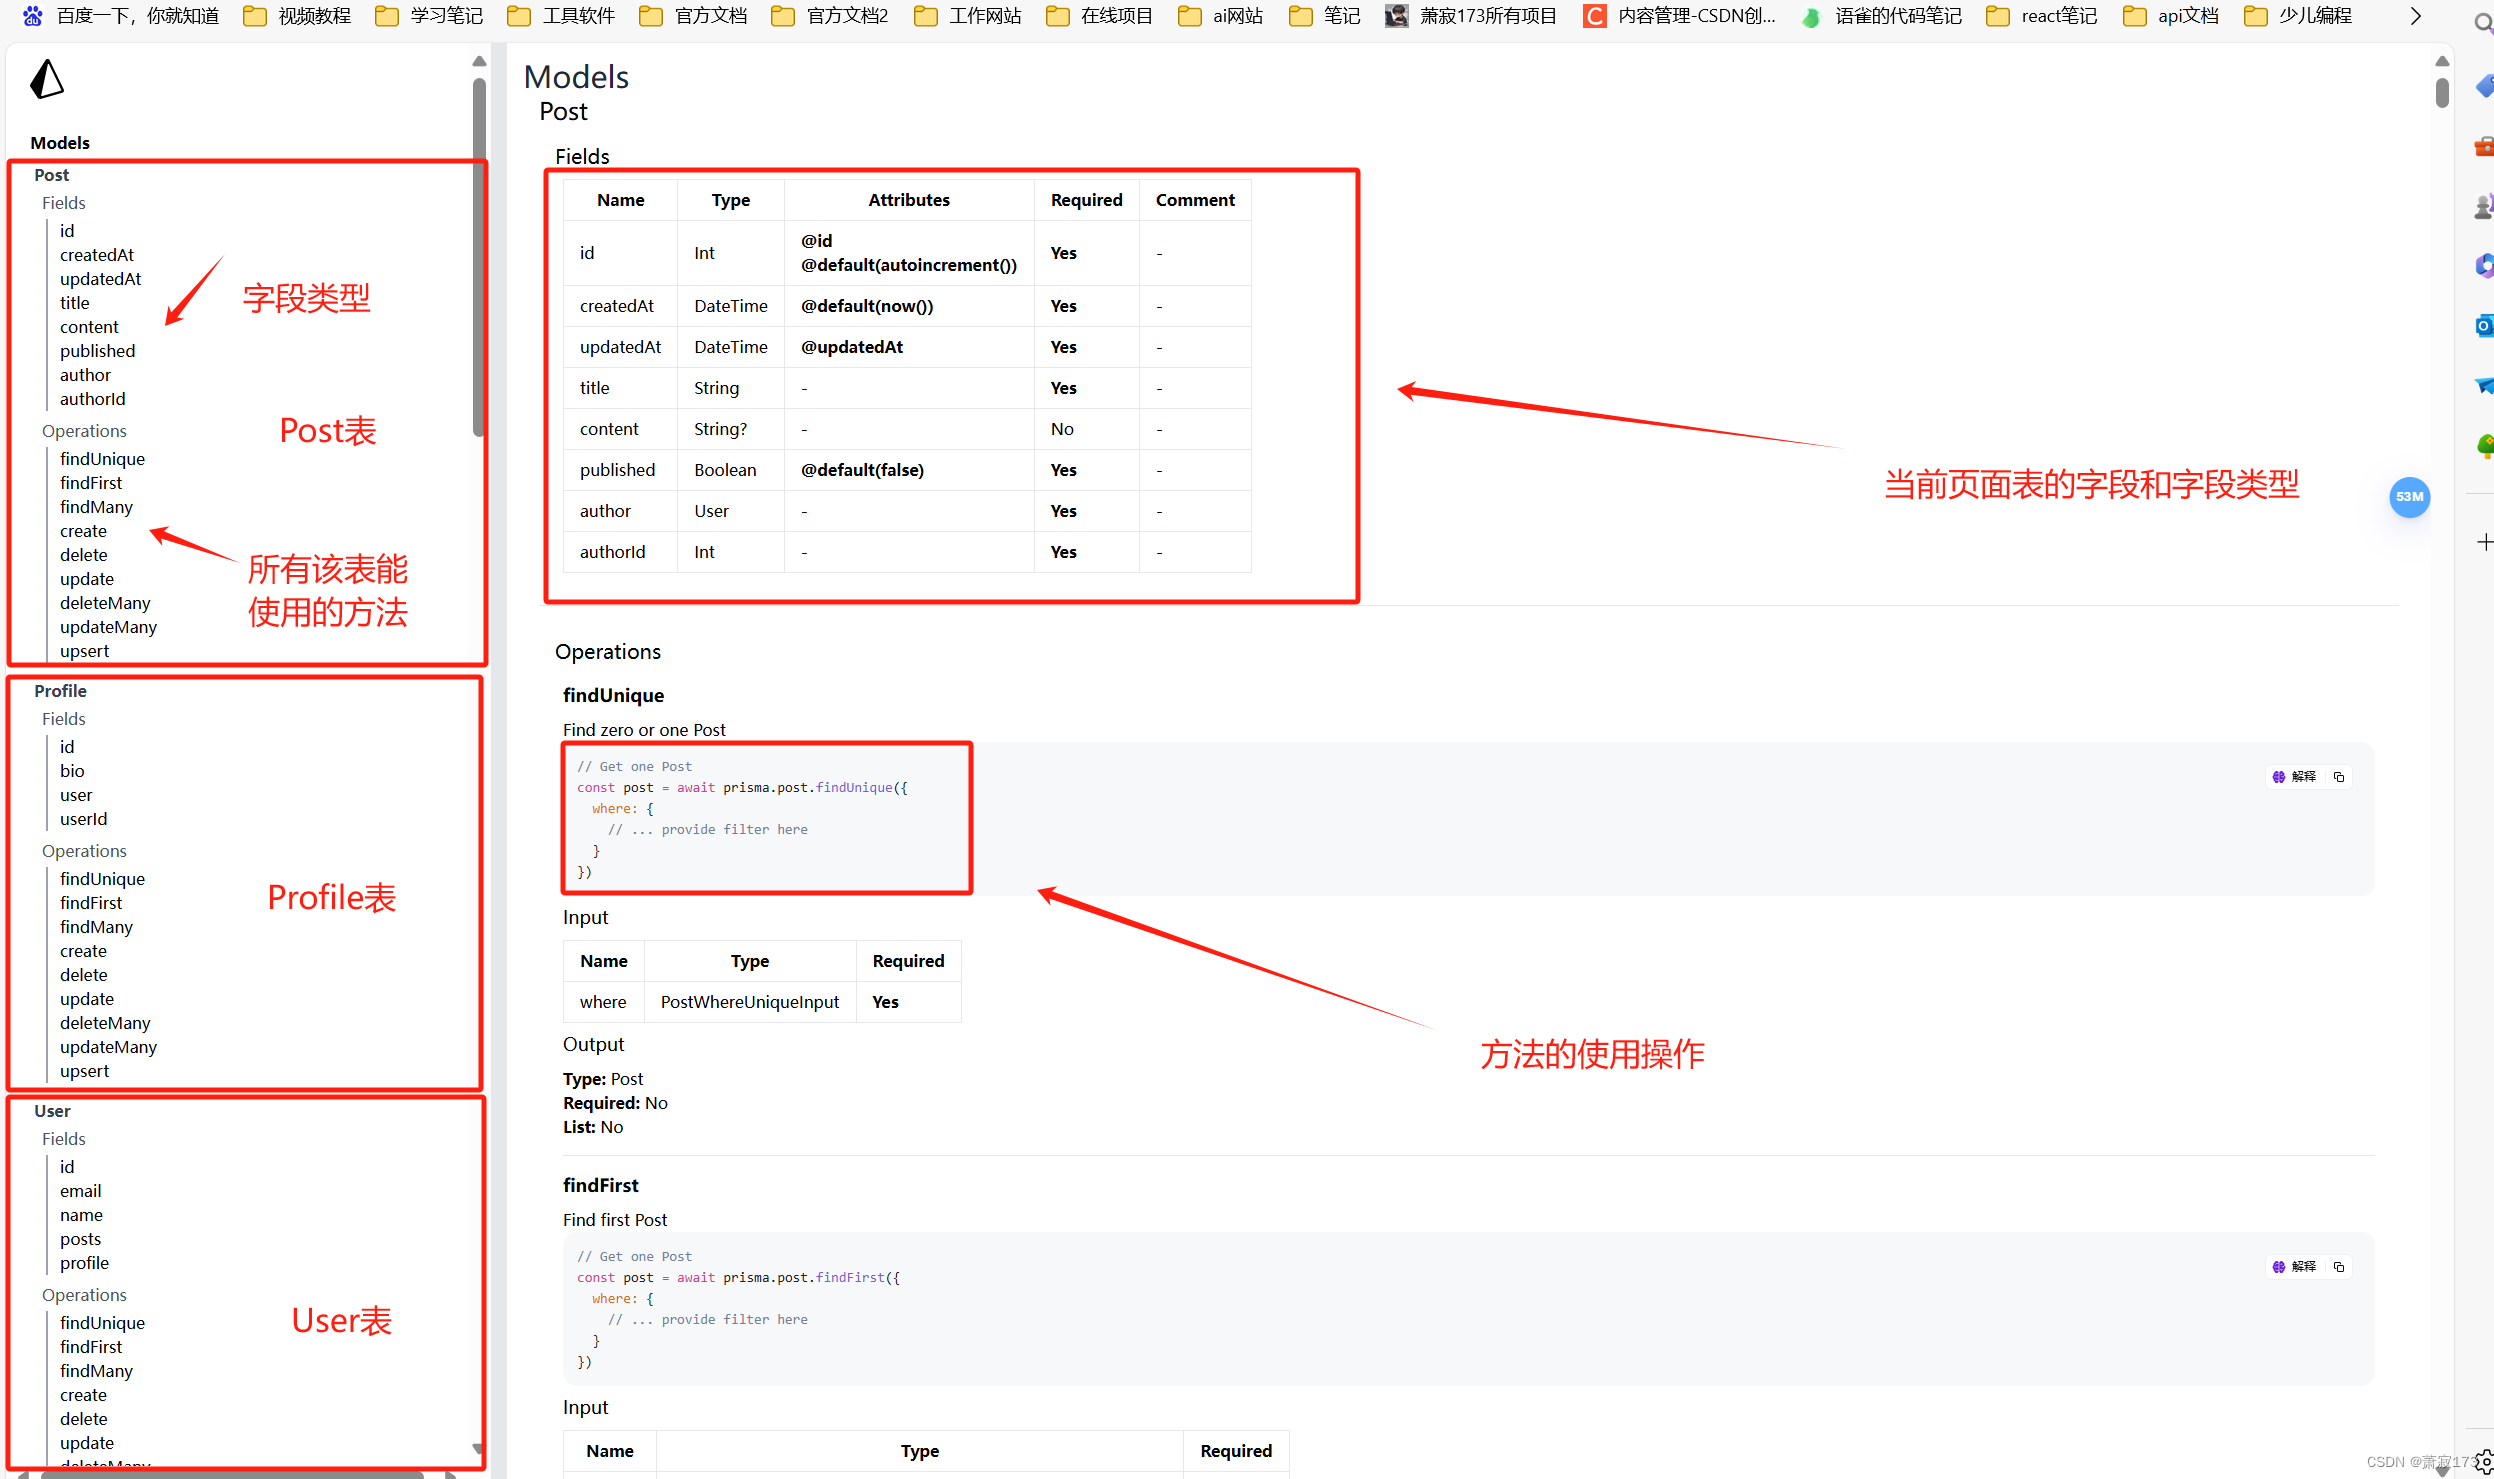 百度一下，你就知道 视频教程 学习笔记 工具软件 官方文档 官方文档2 工作网站 在线项目 ai网站 笔记 萧寂173所有项目 内容管理-CSDN创... 语雀的代码笔记 react笔记 api文档 少儿编程
Models
Post
Fields
id
createdAt
updatedAt
title
content
published
author
authorId
字段类型
Post表
Operations
findUnique
findFirst
findMany
create
delete
update
deleteMany
updateMany
upsert
所有该表能
使用的方法
Profile
Fields
id
bio
user
userId
Operations
findUnique
findFirst
findMany
create
delete
update
deleteMany
updateMany
upsert
Profile表
User
Fields
id
email
name
posts
profile
Operations
findUnique
findFirst
findMany
create
delete
update
deleteMany
User表
Models
Post
Fields
Name Type Attributes Required Comment
id Int @id @default(autoincrement()) Yes -
createdAt DateTime @default(now()) Yes -
updatedAt DateTime @updatedAt Yes -
title String - Yes -
content String? - No -
published Boolean @default(false) Yes -
author User - Yes -
authorId Int - Yes -
当前页面表的字段和字段类型
53M
Operations
findUnique
Find zero or one Post
// Get one Post
const post = await prisma.post.findUnique({
where: {
// ... provide filter here
}
})
解释
Input
Name Type Required
where PostWhereUniqueInput Yes
方法的使用操作
Output
Type: Post
Required: No
List: No
findFirst
Find first Post
// Get one Post
const post = await prisma.post.findFirst({
where: {
// ... provide filter here
}
})
解释
Input
Name Type Required
CSDN @萧寂173